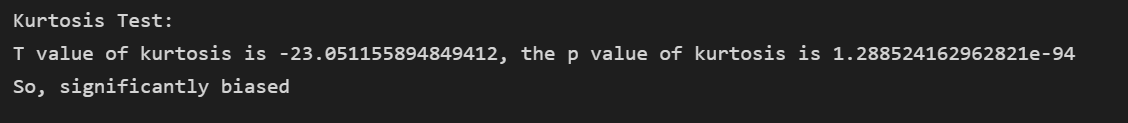 Kurtosis Test:
T value of kurtosis is -23.051155894849412, the p value of kurtosis is 1.288524162962821e-94
So, significantly biased